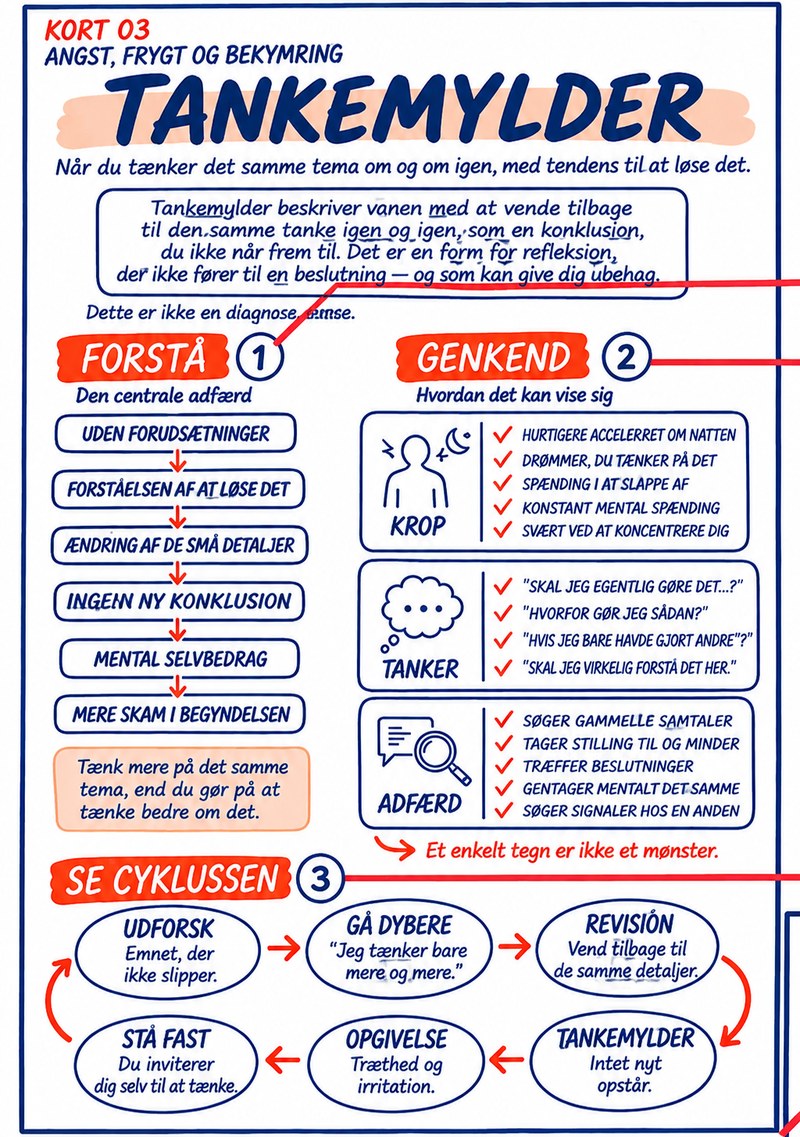 KORT 03
ANGST, FRYGT OG BEKYMRING
TANKEMYLDER
Når du tænker det samme tema om og om igen, med tendens til at løse det.
Tankemylder beskriver vanen med at vende tilbage
til den samme tanke igen og igen, som en konklusion,
du ikke når frem til. Det er en form for refleksion,
der ikke fører til en beslutning — og som kan give dig ubehag.
Dette er ikke en diagnose.
FORSTÅ 1
Den centrale adfærd
UDEN FORUDSÆTNINGER
FORSTÅELSEN AF AT LØSE DET
ÆNDRING AF DE SMÅ DETALJER
INGEIN NY KONKLUSION
MENTAL SELVBEDRAG
MERE SKAM I BEGYNDELSEN
Tænk mere på det samme
tema, end du gør på at
tænke bedre om det.
GENKEND 2
Hvordan det kan vise sig
KROP
HURTIGERE ACCELERRET OM NATTEN
DRØMMER, DU TÆNKER PÅ DET
SPÆNDING I AT SLAPPE AF
KONSTANT MENTAL SPÆNDING
SVÆRT VED AT KONCENTRERE DIG
TANKER
"SKAL JEG EGENTLIG GØRE DET...?"
"HVORFOR GØR JEG SÅDAN?"
"HVIS JEG BARE HAVDE GJORT ANDRE"?"
"SKAL JEG VIRKELIG FORSTÅ DET HER."
ADFÆRD
SØGER GAMMELLE SAMTALER
TAGER STILLING TIL OG MINDER
TRÆFFER BESLUTNINGER
GENTAGER MENTALT DET SAMME
SØGER SIGNALER HOS EN ANDEN
Et enkelt tegn er ikke et mønster.
SE CYKLUSSEN 3
UDFORSK
Emnet, der
ikke slipper.
GÅ DYBERE
"Jeg tænker bare
mere og mere."
REVISIÓN
Vend tilbage til
de samme detaljer.
TANKEMYLDER
Intet nyt
opstår.
OPGIVELSE
Træthed og
irritation.
STÅ FAST
Du inviterer
dig selv til at tænke.